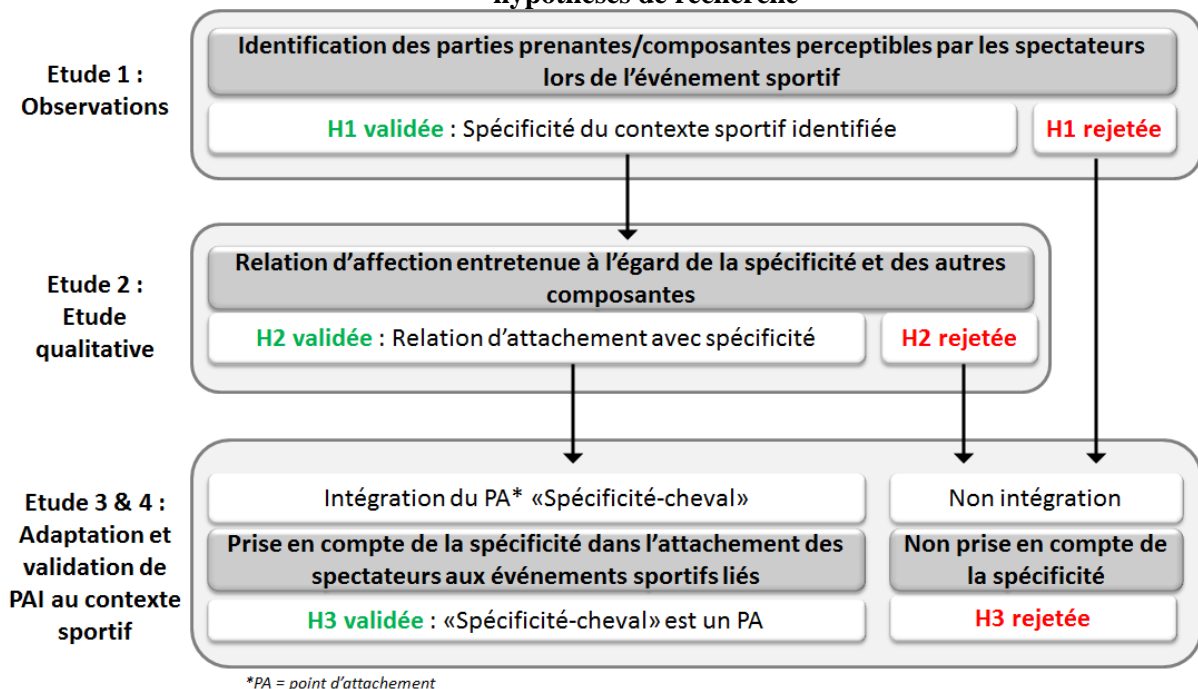 hypothèses de recherche
Etude 1 :
Observations
Identification des parties prenantes/composantes perceptibles par les spectateurs
lors de l'événement sportif
H1 validée : Spécificité du contexte sportif identifiée
H1 rejetée
Etude 2 :
Etude
qualitative
Relation d'affection entretenue à l'égard de la spécificité et des autres
composantes
H2 validée : Relation d'attachement avec spécificité
H2 rejetée
Etude 3 & 4 :
Adaptation et
validation de
PAI au contexte
sportif
Intégration du PA* «Spécificité-cheval»
Non intégration
Prise en compte de la spécificité dans l'attachement des
spectateurs aux événements sportifs liés
Non prise en compte de
la spécificité
H3 validée : «Spécificité-cheval» est un PA
H3 rejetée
*PA = point d'attachement